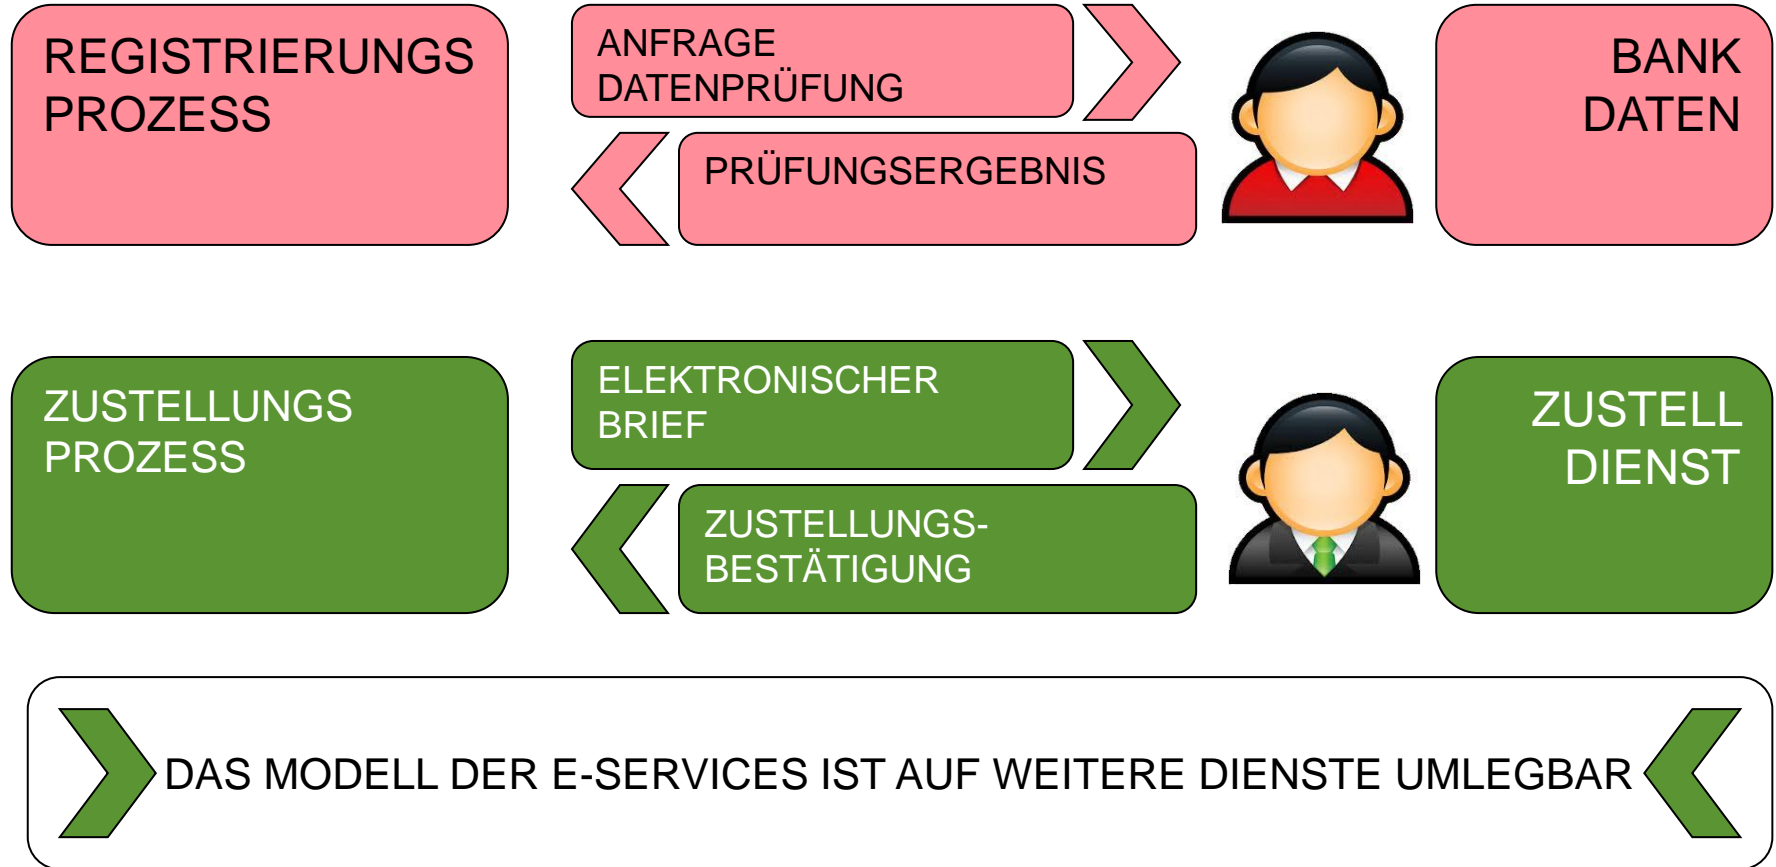 REGISTRIERUNGS
PROZESS
ANFRAGE
DATENPRÜFUNG
PRÜFUNGSERGEBNIS
BANK
DATEN
ZUSTELLUNGS
PROZESS
ELEKTRONISCHER
BRIEF
ZUSTELLUNGS-
BESTÄTIGUNG
ZUSTELL
DIENST
DAS MODELL DER E-SERVICES IST AUF WEITERE DIENSTE UMLEGBAR